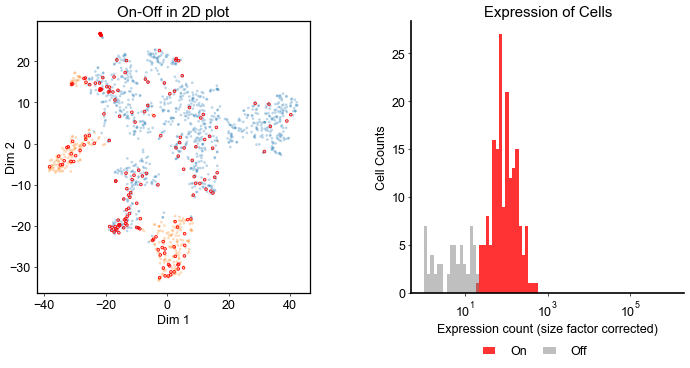 On-Off in 2D plot
20
10
0
−10
−20
−30
Dim 2
−40
−20
0
20
40
Dim 1
Expression of Cells
25
20
15
10
5
0
Cell Counts
10^1
10^3
10^5
Expression count (size factor corrected)
On
Off